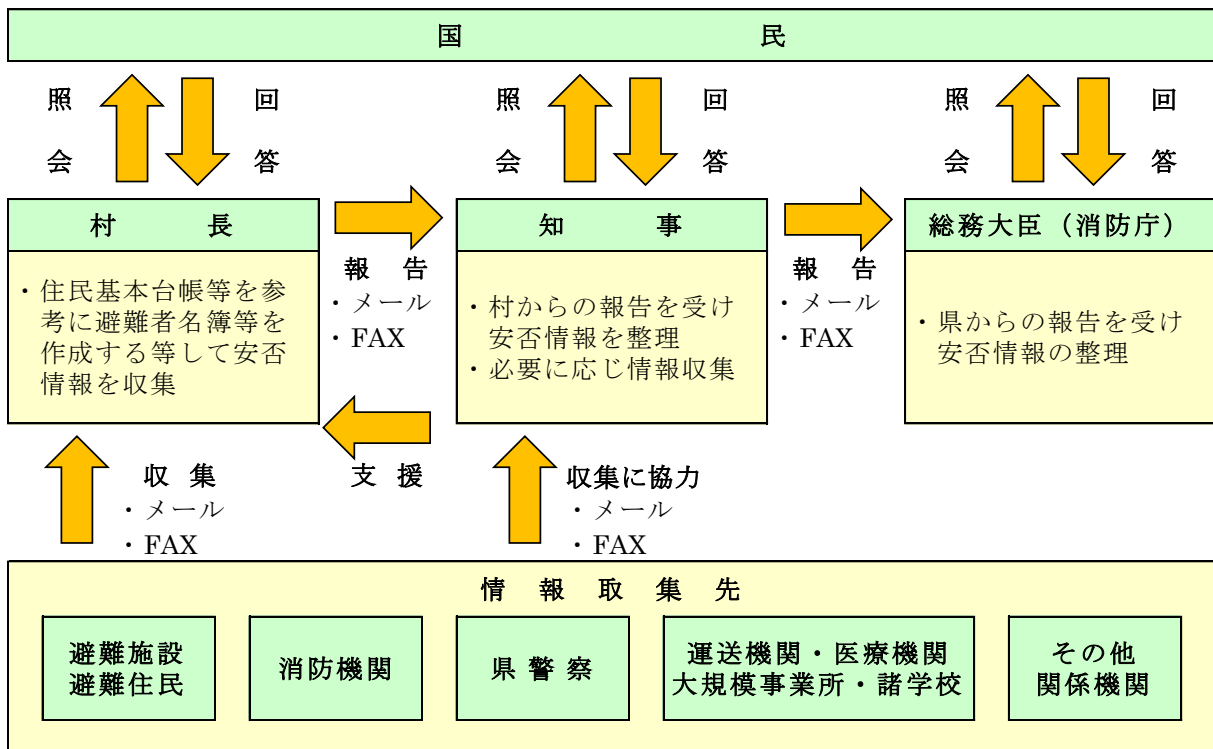 国民
照会
回答
照会
回答
照会
回答
村長
・住民基本台帳等を参
考に避難者名簿等を
作成する等して安否
情報を収集
報告
・メール
・FAX
知事
・村からの報告を受け
安否情報を整理
・必要に応じ情報収集
報告
・メール
・FAX
総務大臣（消防庁）
・県からの報告を受け
安否情報の整理
収集
・メール
・FAX
支援
収集に協力
・メール
・FAX
情報取集先
避難施設
避難住民
消防機関
県警察
運送機関・医療機関
大規模事業所・諸学校
その他
関係機関